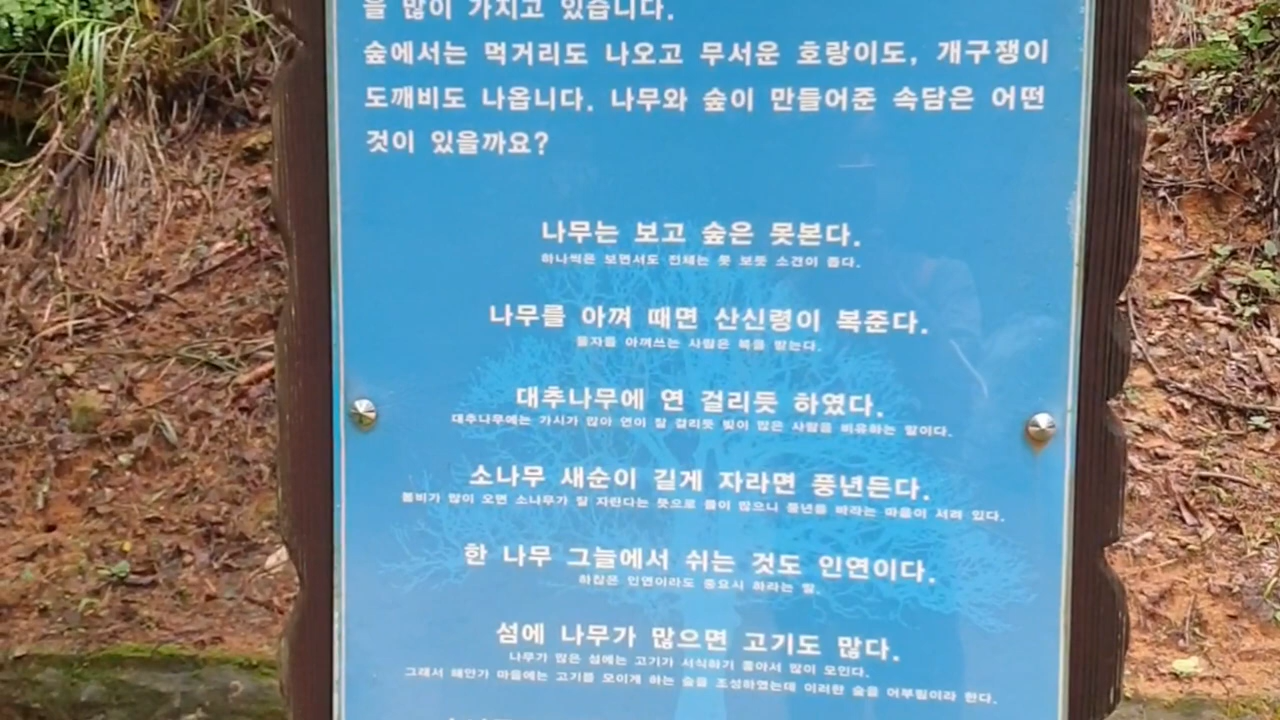 을 많이 가지고 있습니다.
숲에서는 먹거리도 나오고 무서운 호랑이도, 개구쟁이
도깨비도 나옵니다. 나무와 숲이 만들어준 속담은 어떤
것이 있을까요?
나무는 보고 숲은 못본다.
하나씩은 보면서도 전체는 못 보듯 소견이 좁다.
나무를 아껴 때면 산신령이 복준다.
물자를 아껴쓰는 사람은 복을 받는다.
대추나무에 연 걸리듯 하였다.
대추나무에는 가시가 많아 연이 잘 걸리듯 빚이 많은 사람을 비유하는 말이다.
소나무 새순이 길게 자라면 풍년든다.
봄비가 많이 오면 소나무가 잘 자란다는 뜻으로 물이 많으니 풍년을 바라는 마음이 서려 있다.
한 나무 그늘에서 쉬는 것도 인연이다.
하찮은 인연이라도 중요시 하라는 말.
섬에 나무가 많으면 고기도 많다.
나무가 많은 섬에는 고기가 서식하기 좋아서 많이 모인다.
그래서 해안가 마을에는 고기를 모이게 하는 숲을 조성하였는데 이러한 숲을 어부림이라 한다.